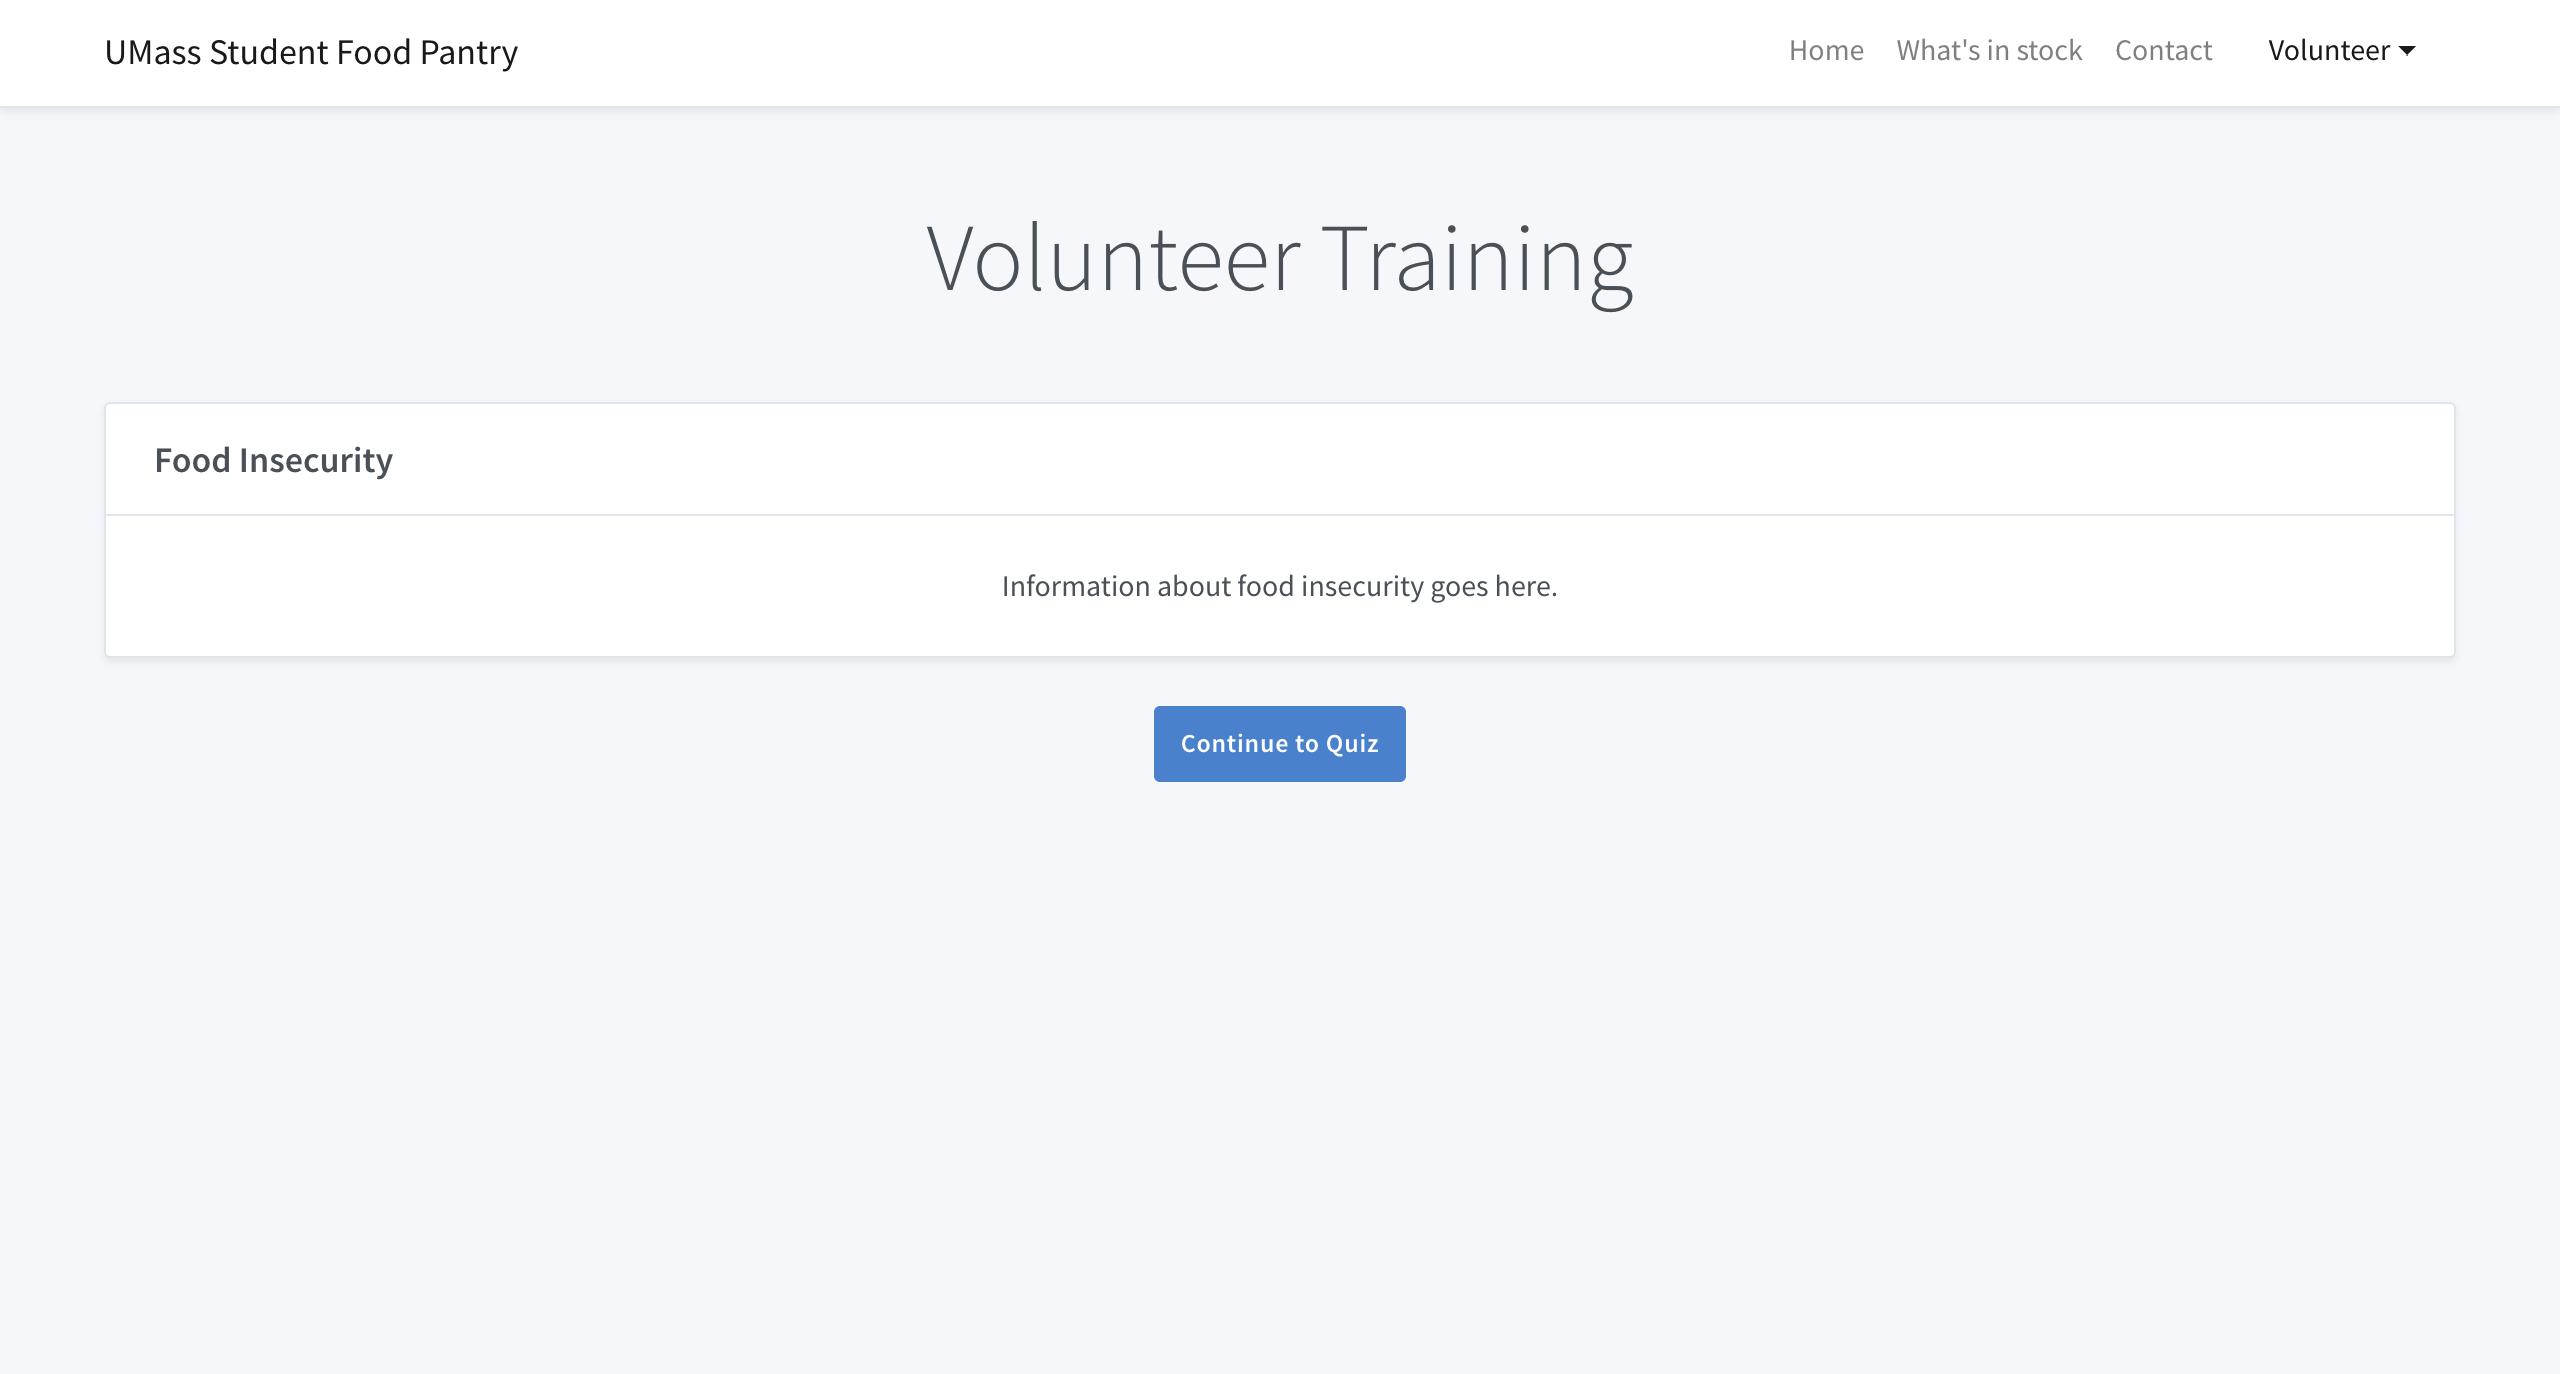 UMass Student Food Pantry
Home
What's in stock
Contact
Volunteer
Volunteer Training
Food Insecurity
Information about food insecurity goes here.
Continue to Quiz